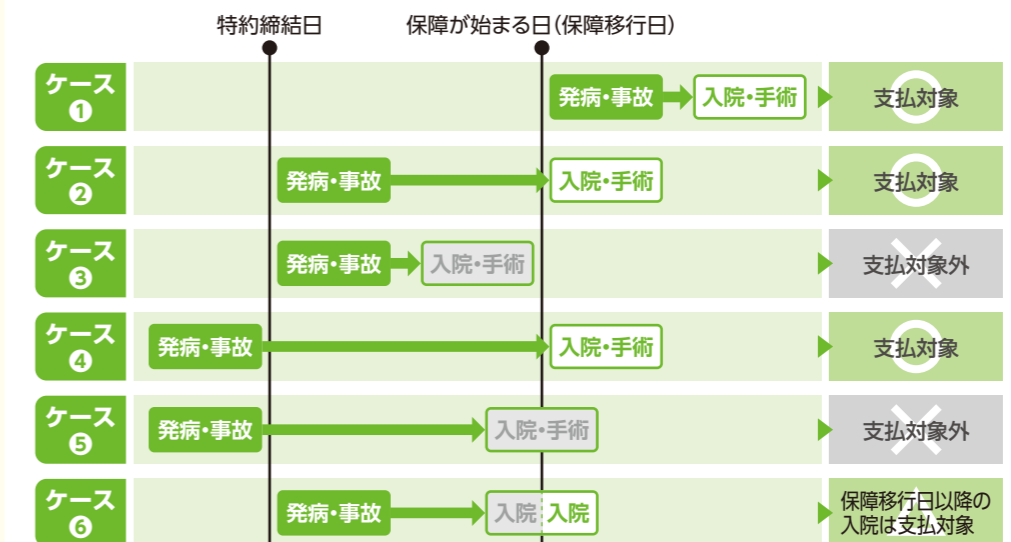 特約締結日 保障が始まる日(保障移行日)
ケース
❶
発病・事故 入院・手術 支払対象
ケース
❷
発病・事故 入院・手術 支払対象
ケース
❸
発病・事故 入院・手術 支払対象外
ケース
❹
発病・事故 入院・手術 支払対象
ケース
❺
発病・事故 入院・手術 支払対象外
ケース
❻
発病・事故 入院 入院 保障移行日以降の
入院は支払対象